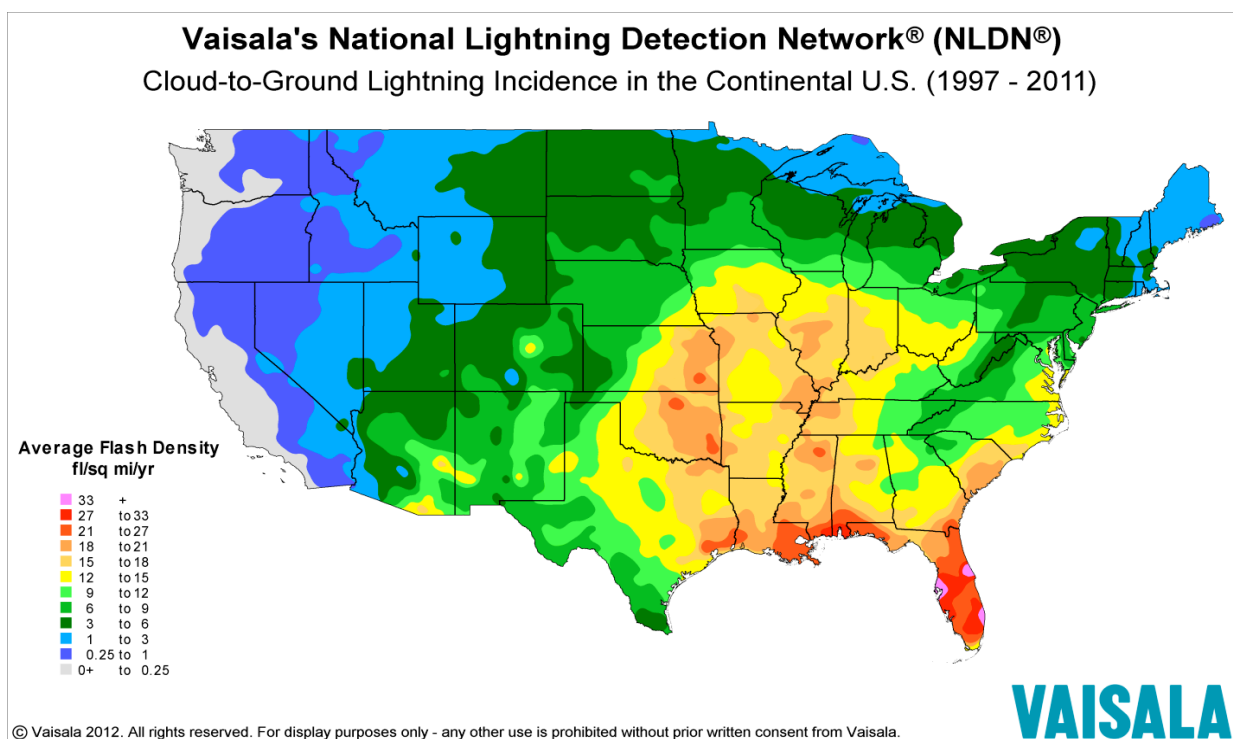 Vaisala's National Lightning Detection Network® (NLDN®)
Cloud-to-Ground Lightning Incidence in the Continental U.S. (1997 - 2011)
Average Flash Density
fl/sq mi/yr
33 +
27 to 33
21 to 27
18 to 21
15 to 18
12 to 15
9 to 12
6 to 9
3 to 6
1 to 3
0.25 to 1
0+ to 0.25
VAISALA
© Vaisala 2012. All rights reserved. For display purposes only - any other use is prohibited without prior written consent from Vaisala.